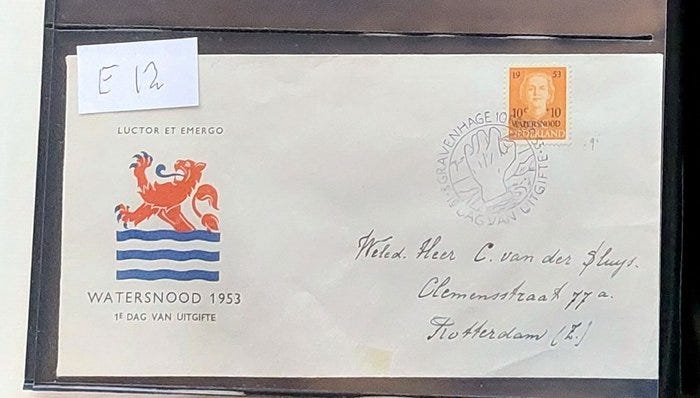 E 12
LUCTOR ET EMERGO
WATERSNOOD 1953
1E DAG VAN UITGIFTE
19 53
10c +10
WATERSNOOD
NEDERLAND
'S-GRAVENHAGE 10
1E DAG VAN UITGIFTE
Weled. Heer C. van der Sluys.
Clemensstraat 77 a.
Rotterdam (Z.)